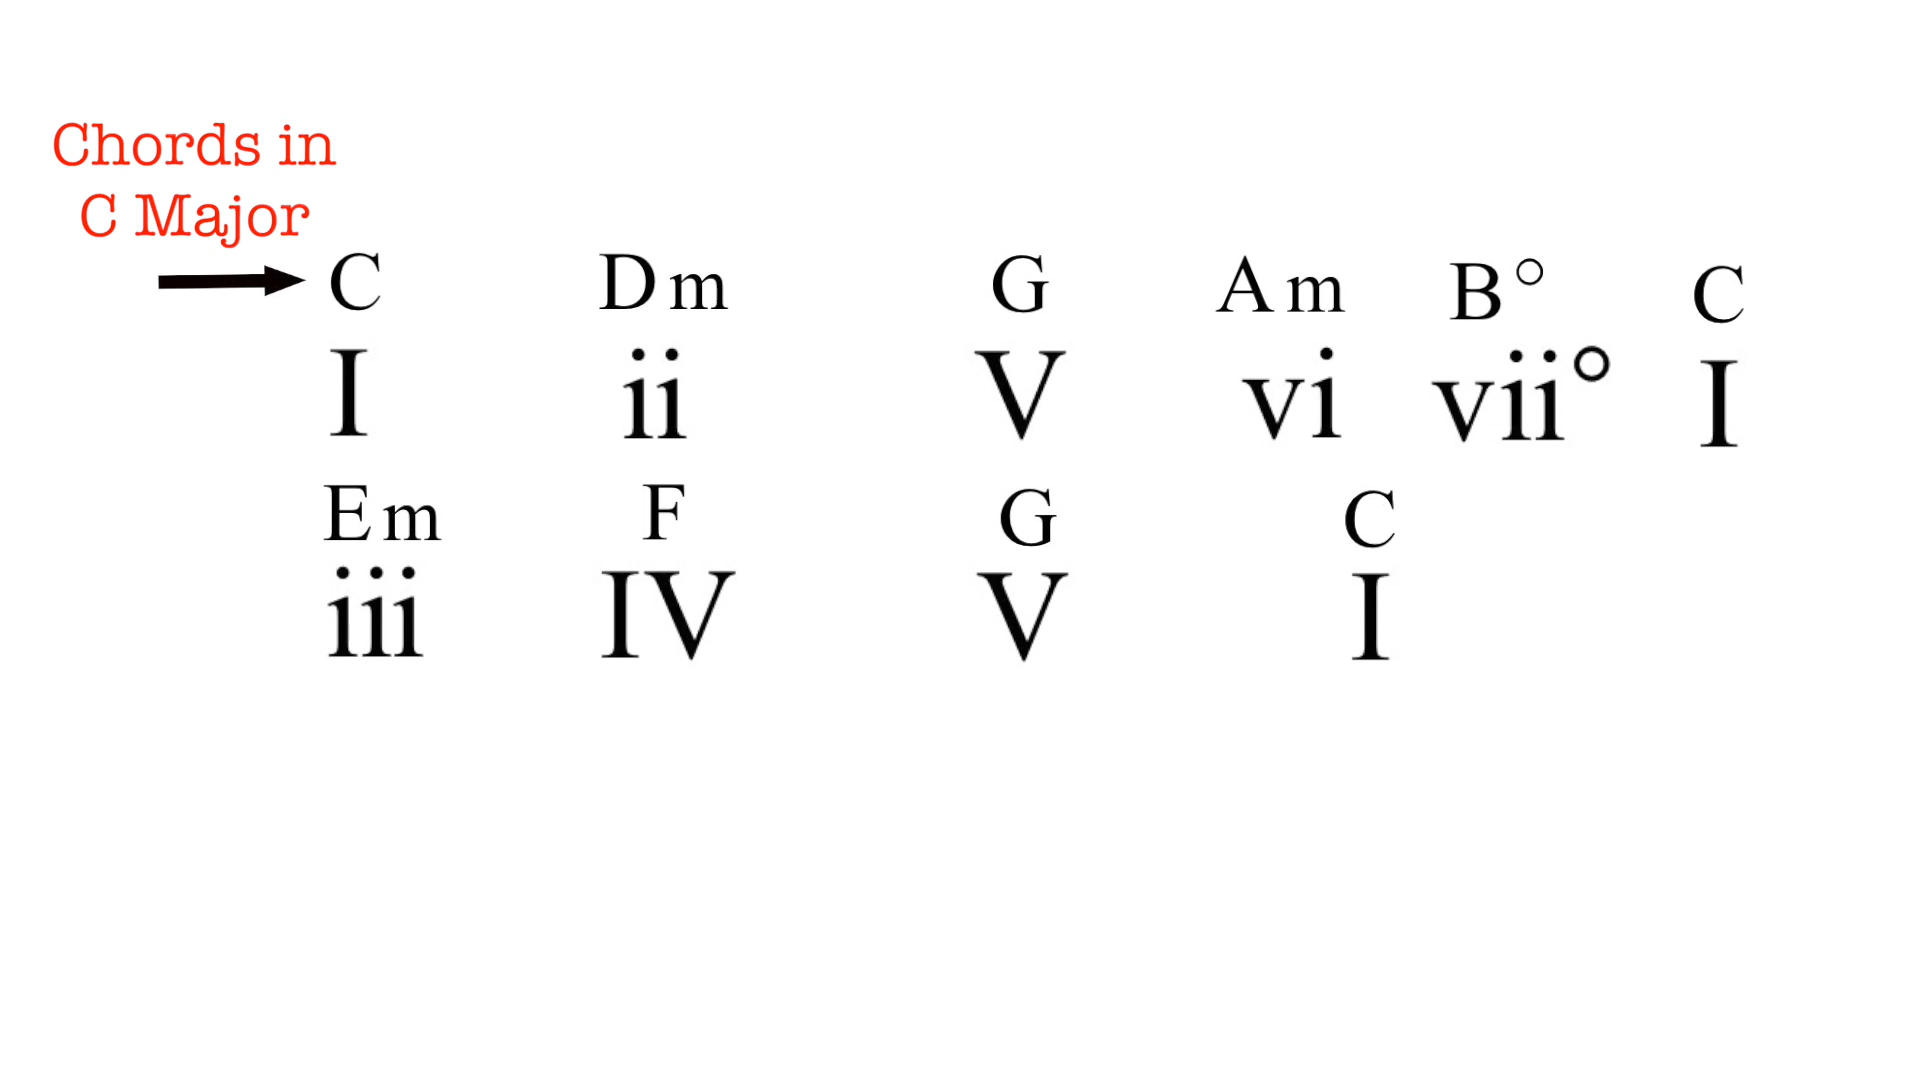 Chords in
C Major
C Dm G Am B° C
I ii V vi vii° I
Em F G C
iii IV V I